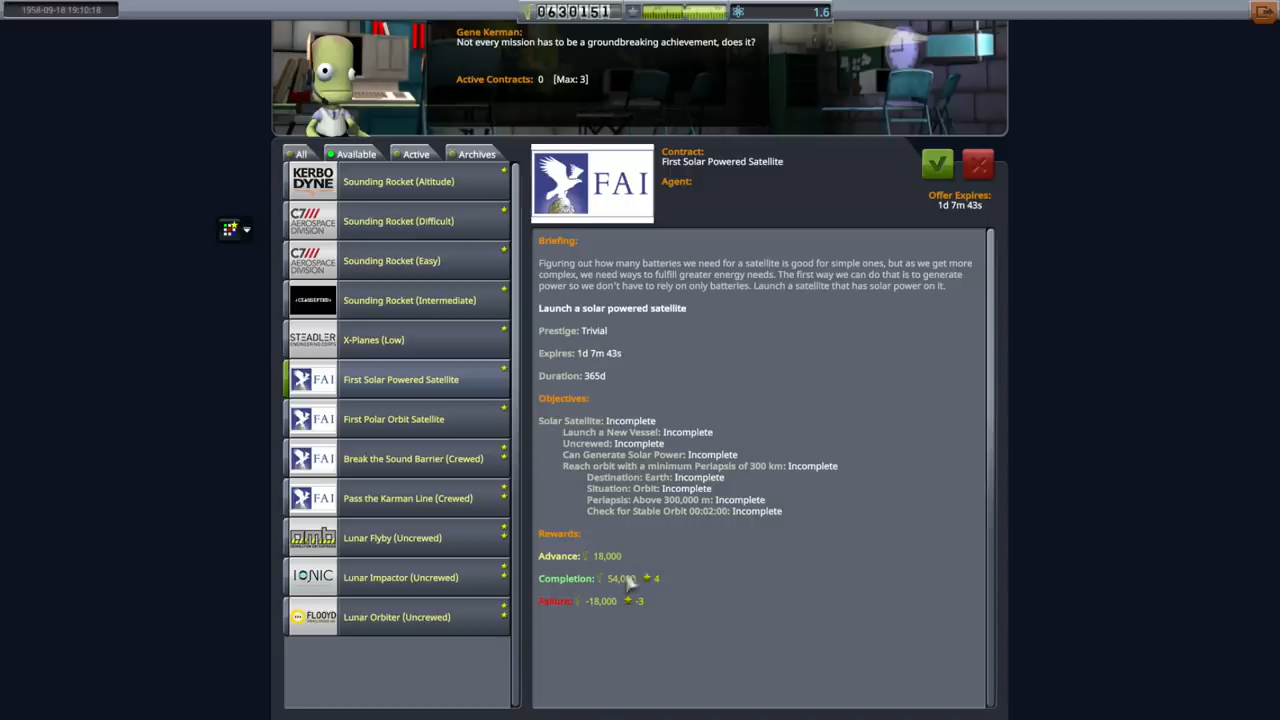 1958-09-18 19:10:18
0630151
1.6
Gene Kerman:
Not every mission has to be a groundbreaking achievement, does it?
Active Contracts: 0 [Max: 3]
All
Available
Active
Archives
KERBO DYNE
Sounding Rocket (Altitude)
C7/// AEROSPACE DIVISION
Sounding Rocket (Difficult)
C7/// AEROSPACE DIVISION
Sounding Rocket (Easy)
Sounding Rocket (Intermediate)
STEADLER ENGINEERING CORPS
X-Planes (Low)
FAI
First Solar Powered Satellite
FAI
First Polar Orbit Satellite
FAI
Break the Sound Barrier (Crewed)
FAI
Pass the Karman Line (Crewed)
Lunar Flyby (Uncrewed)
IONIC
Lunar Impactor (Uncrewed)
FLOOYD
Lunar Orbiter (Uncrewed)
FAI
Contract:
First Solar Powered Satellite
Agent:
Offer Expires:
1d 7m 43s
Briefing:
Figuring out how many batteries we need for a satellite is good for simple ones, but as we get more
complex, we need ways to fulfill greater energy needs. The first way we can do that is to generate
power so we don't have to rely on only batteries. Launch a satellite that has solar power on it.
Launch a solar powered satellite
Prestige: Trivial
Expires: 1d 7m 43s
Duration: 365d
Objectives:
Solar Satellite: Incomplete
Launch a New Vessel: Incomplete
Uncrewed: Incomplete
Can Generate Solar Power: Incomplete
Reach orbit with a minimum Periapsis of 300 km: Incomplete
Destination: Earth: Incomplete
Situation: Orbit: Incomplete
Periapsis: Above 300,000 m: Incomplete
Check for Stable Orbit 00:02:00: Incomplete
Rewards:
Advance: 18,000
Completion: 4
Failure: -18,000 -3